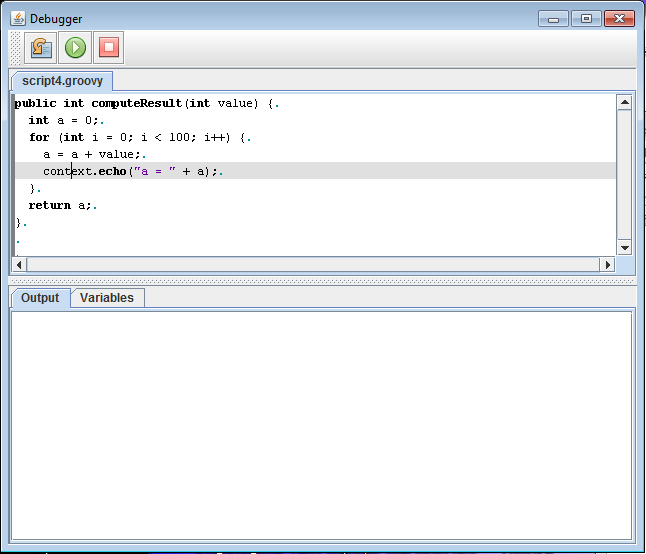 Debugger
script4.groovy
public int computeResult(int value) {.
  int a = 0;.
  for (int i = 0; i < 100; i++) {.
    a = a + value;.
    context.echo("a = " + a);.
  }.
  return a;.
}.
.
Output Variables